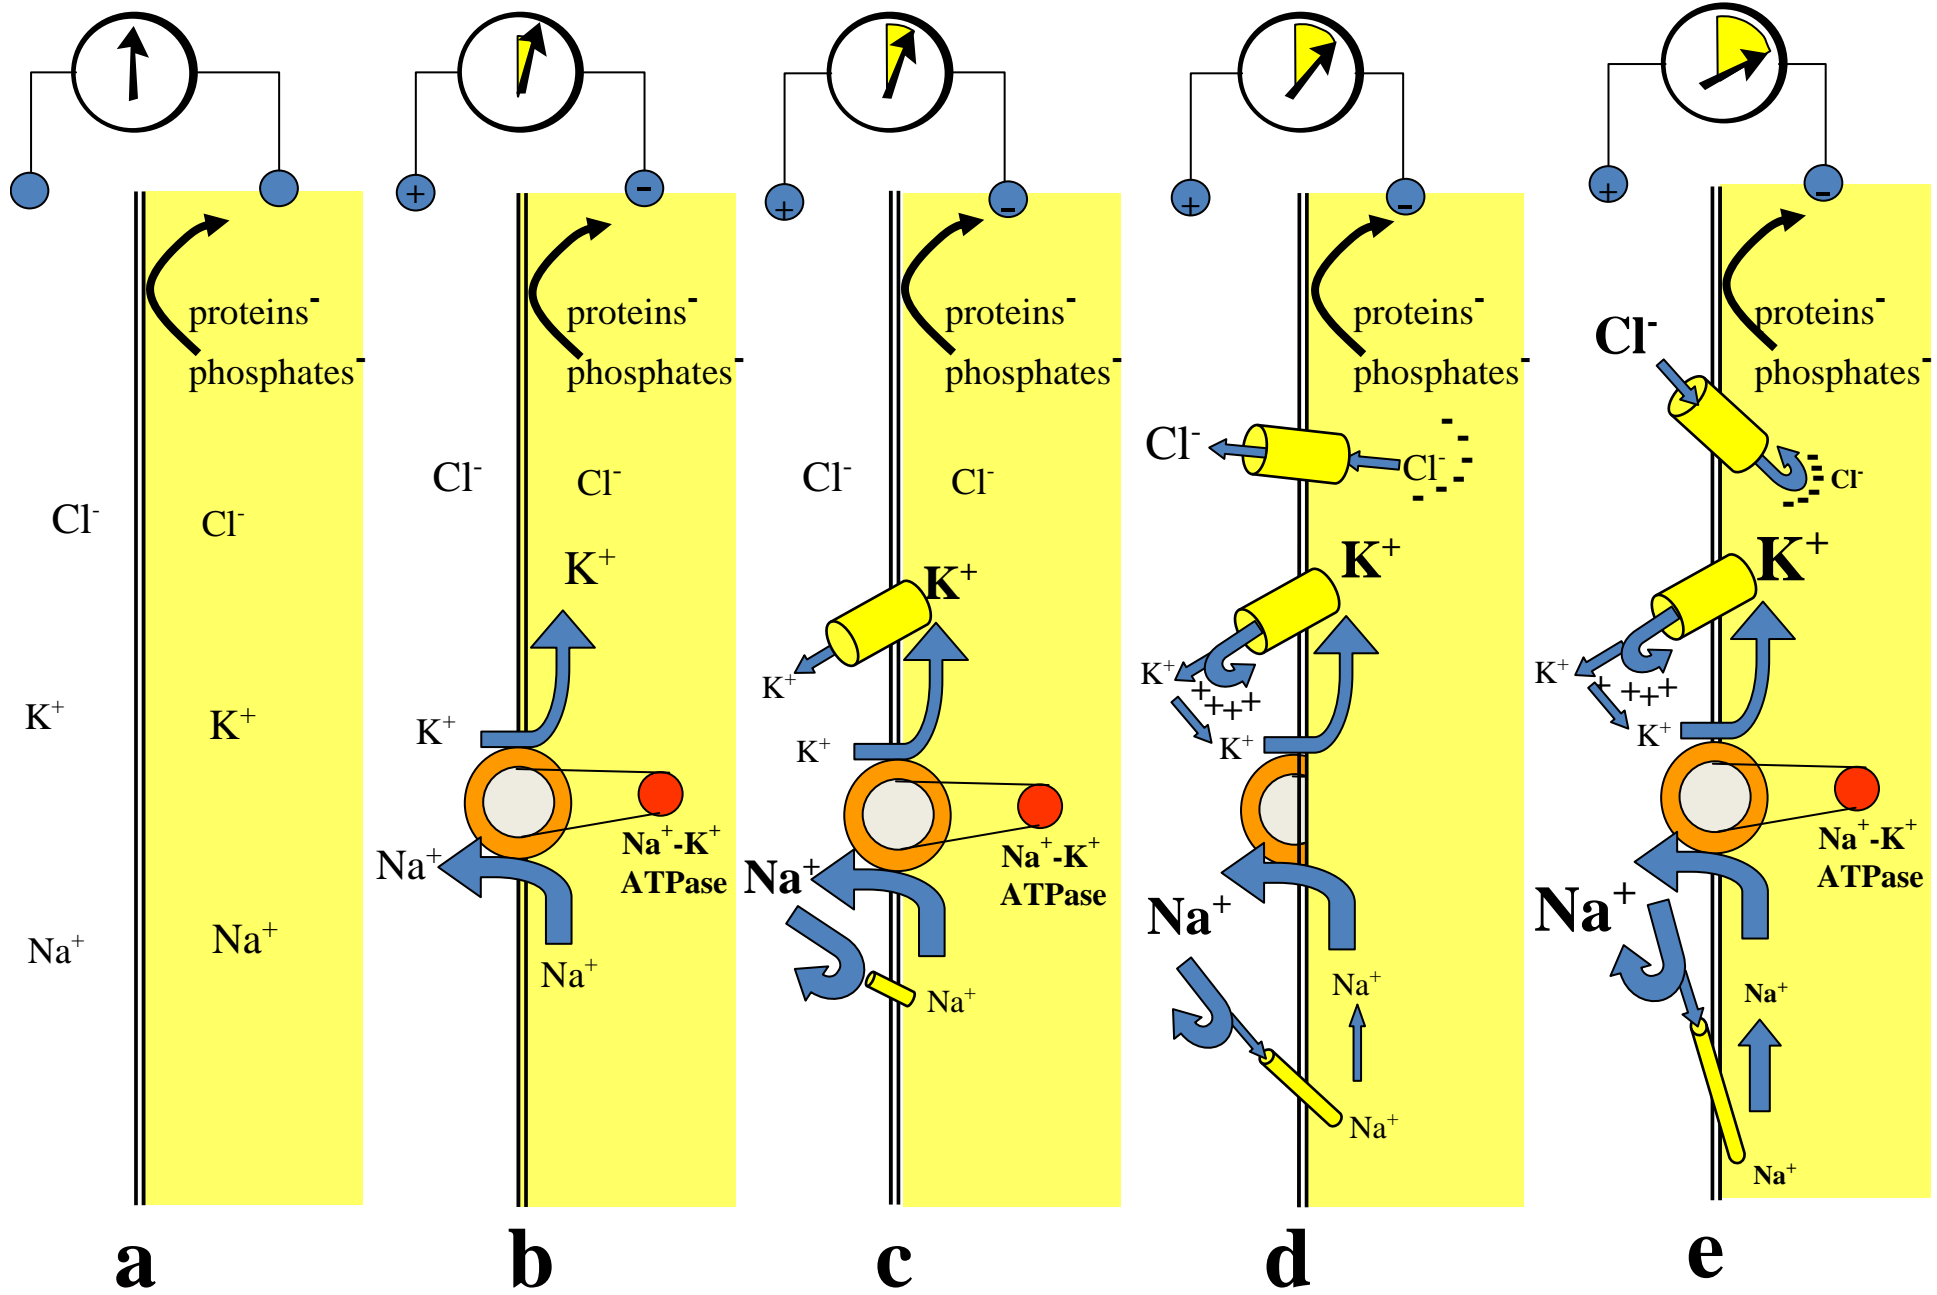 +
-
+
-
+
-
+
-
proteins⁻
phosphates⁻
Cl⁻
Cl⁻
K⁺
K⁺
Na⁺
Na⁺
a
proteins⁻
phosphates⁻
Cl⁻
Cl⁻
K⁺
K⁺
Na⁺-K⁺
ATPase
Na⁺
Na⁺
b
proteins⁻
phosphates⁻
Cl⁻
Cl⁻
K⁺
K⁺
K⁺
Na⁺-K⁺
ATPase
Na⁺
Na⁺
c
proteins⁻
phosphates⁻
Cl⁻
Cl⁻
- - - - - -
K⁺
K⁺
+ + + +
K⁺
Na⁺
Na⁺
Na⁺
d
proteins⁻
phosphates⁻
Cl⁻
Cl⁻
K⁺
K⁺
+ + + +
K⁺
Na⁺-K⁺
ATPase
Na⁺
Na⁺
Na⁺
e